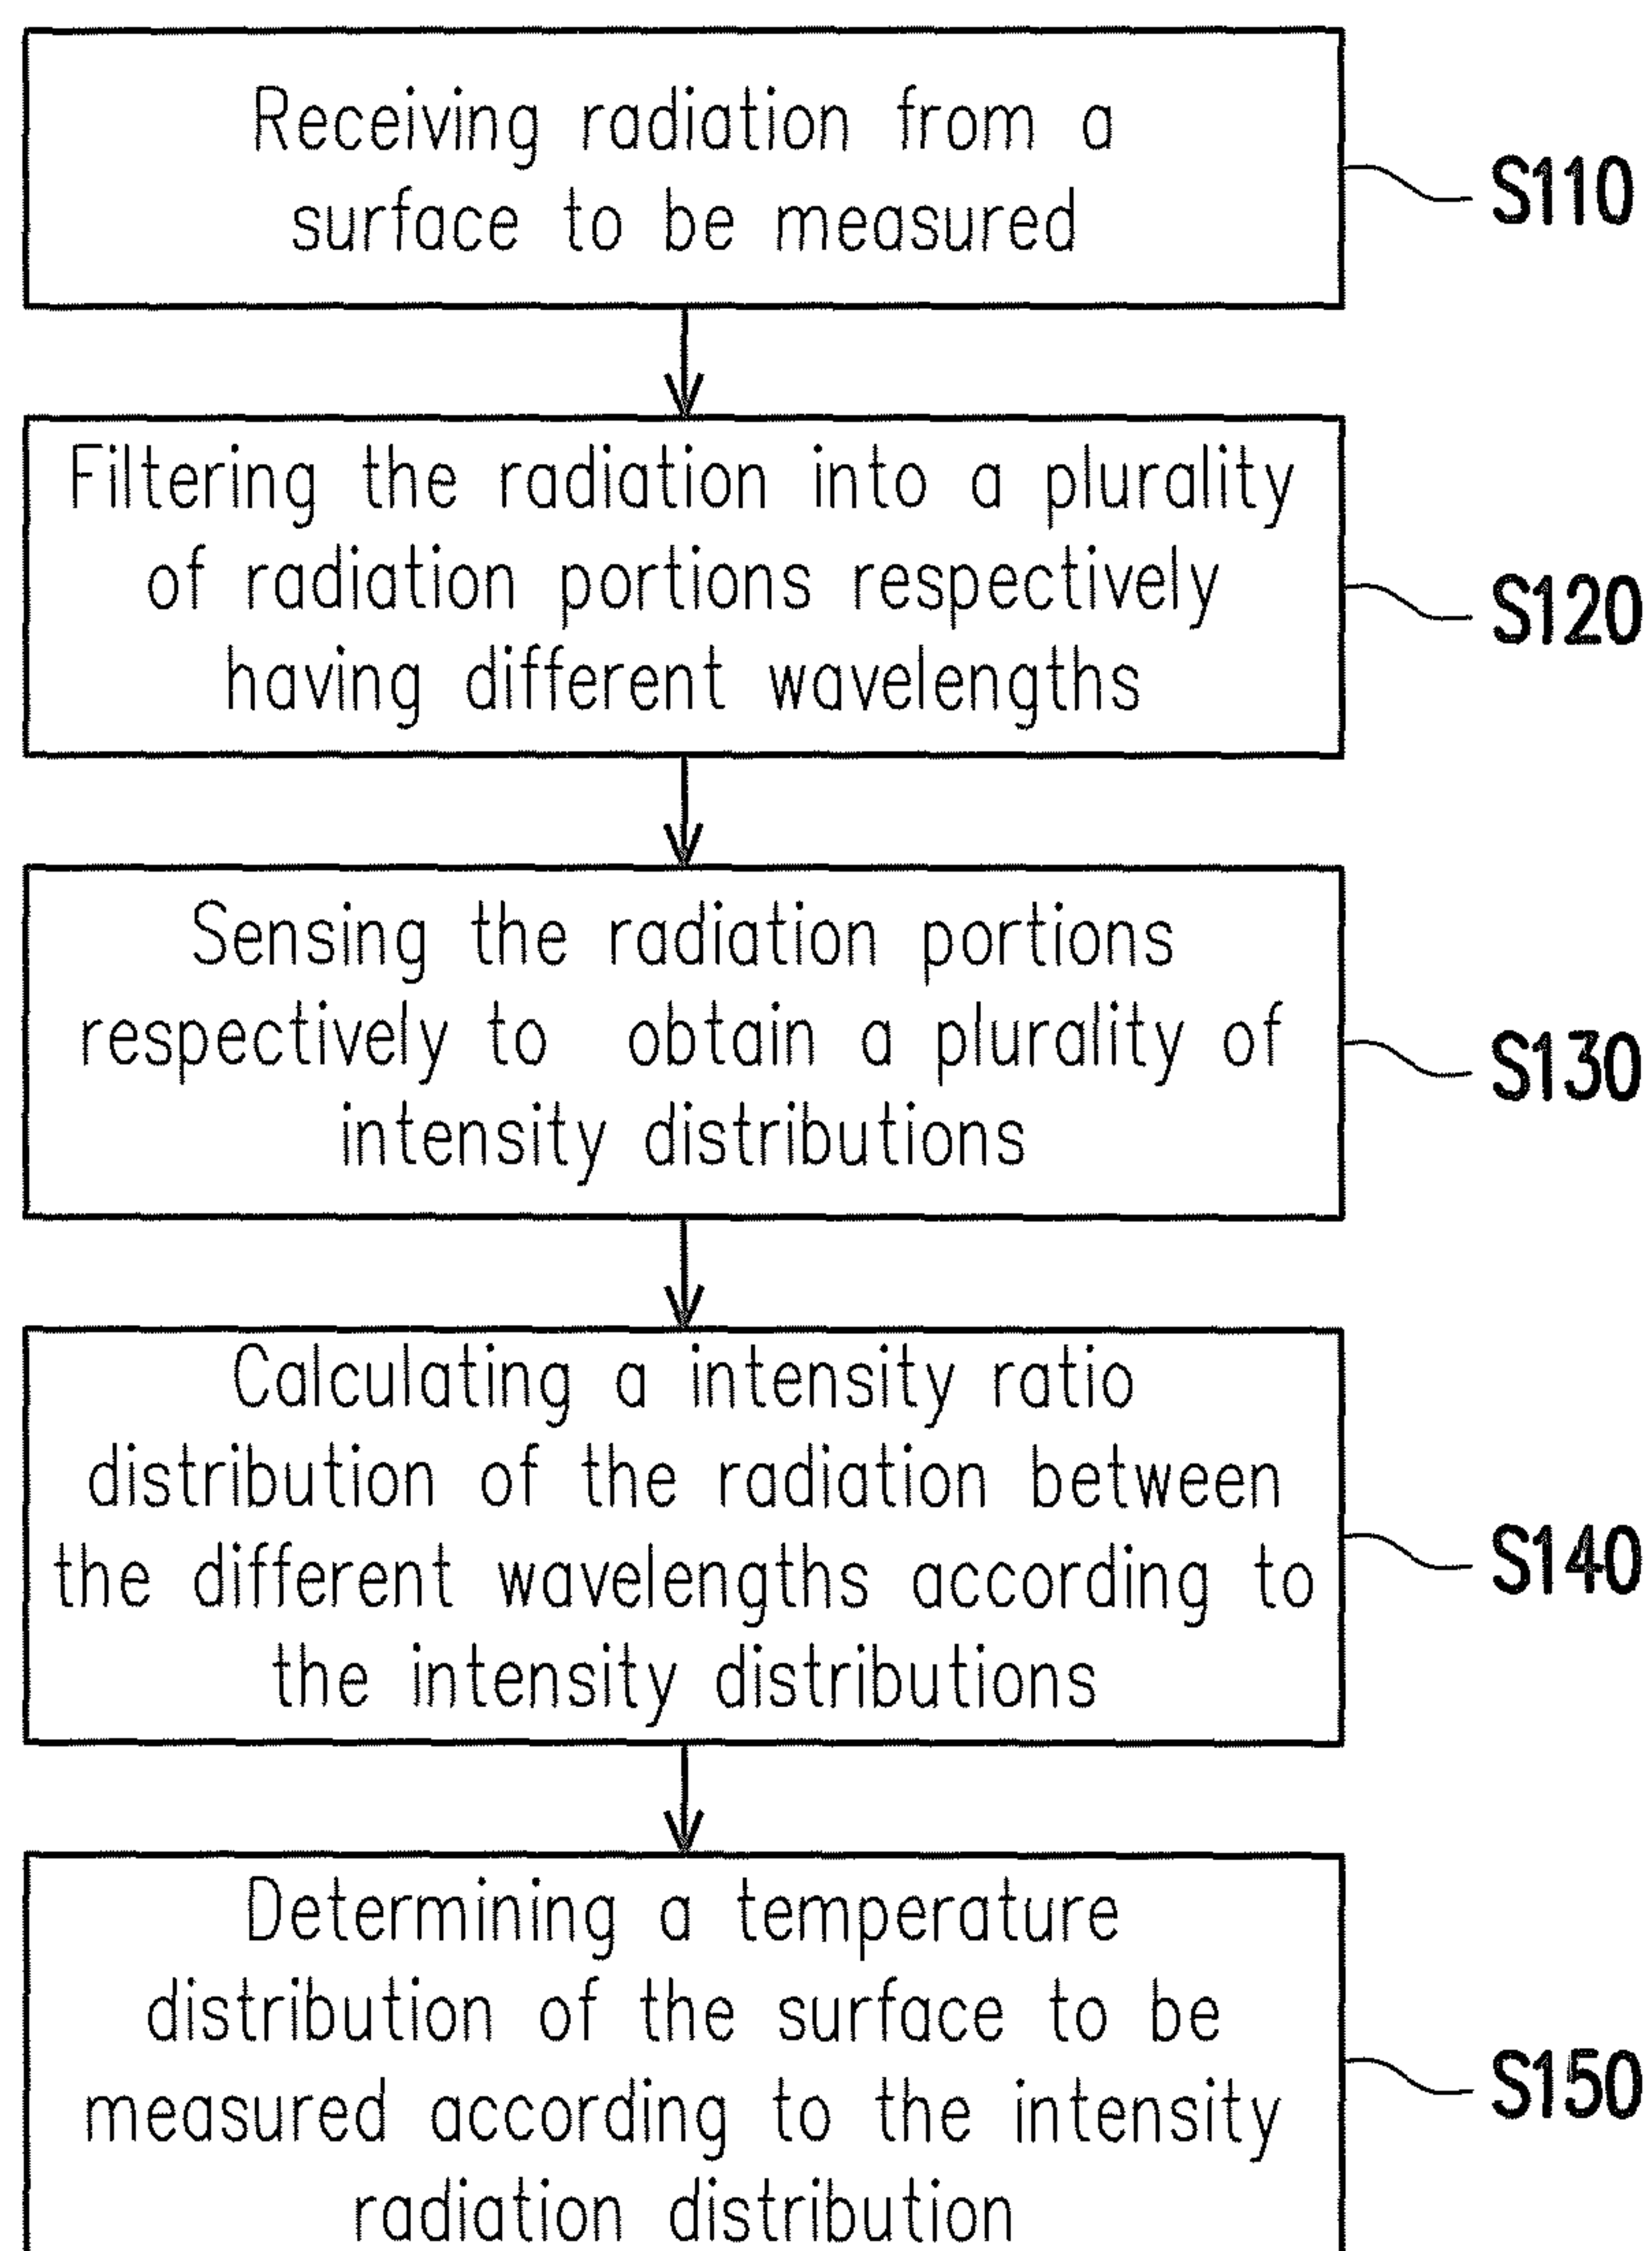 Receiving radiation from a
surface to be measured
S110
Filtering the radiation into a plurality
of radiation portions respectively
having different wavelengths
S120
Sensing the radiation portions
respectively to obtain a plurality of
intensity distributions
S130
Calculating a intensity ratio
distribution of the radiation between
the different wavelengths according to
the intensity distributions
S140
Determining a temperature
distribution of the surface to be
measured according to the intensity
radiation distribution
S150